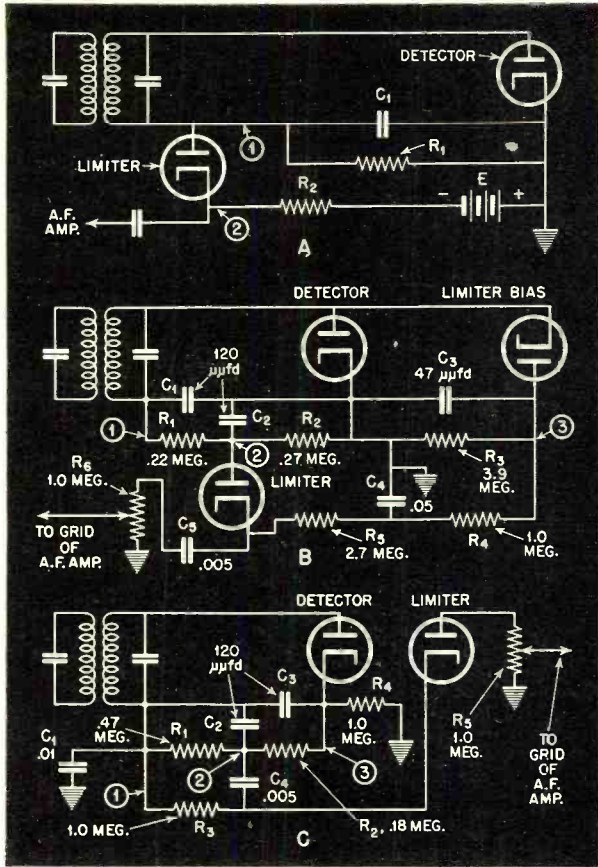 DETECTOR
C1
1
R1
LIMITER
R2
E
- +
A.F.
AMP.
2
A
DETECTOR
LIMITER BIAS
120
µµfd
C3
47 µµfd
C1
C2
1
R1
R2
3
.22 MEG.
2
.27 MEG.
R3
3.9
MEG.
R6
1.0 MEG.
LIMITER
C4
.05
TO GRID
OF
A.F. AMP.
C5
.005
R5
2.7 MEG.
R4
1.0
MEG.
B
DETECTOR
LIMITER
120
µµfd
C3
R4
1.0
MEG.
C2
.47
MEG.
R1
C1
.01
2
3
R5
1.0
MEG.
TO
GRID
OF
A.F.
AMP.
1
C4
.005
1.0 MEG.
R3
R2, .18 MEG.
C